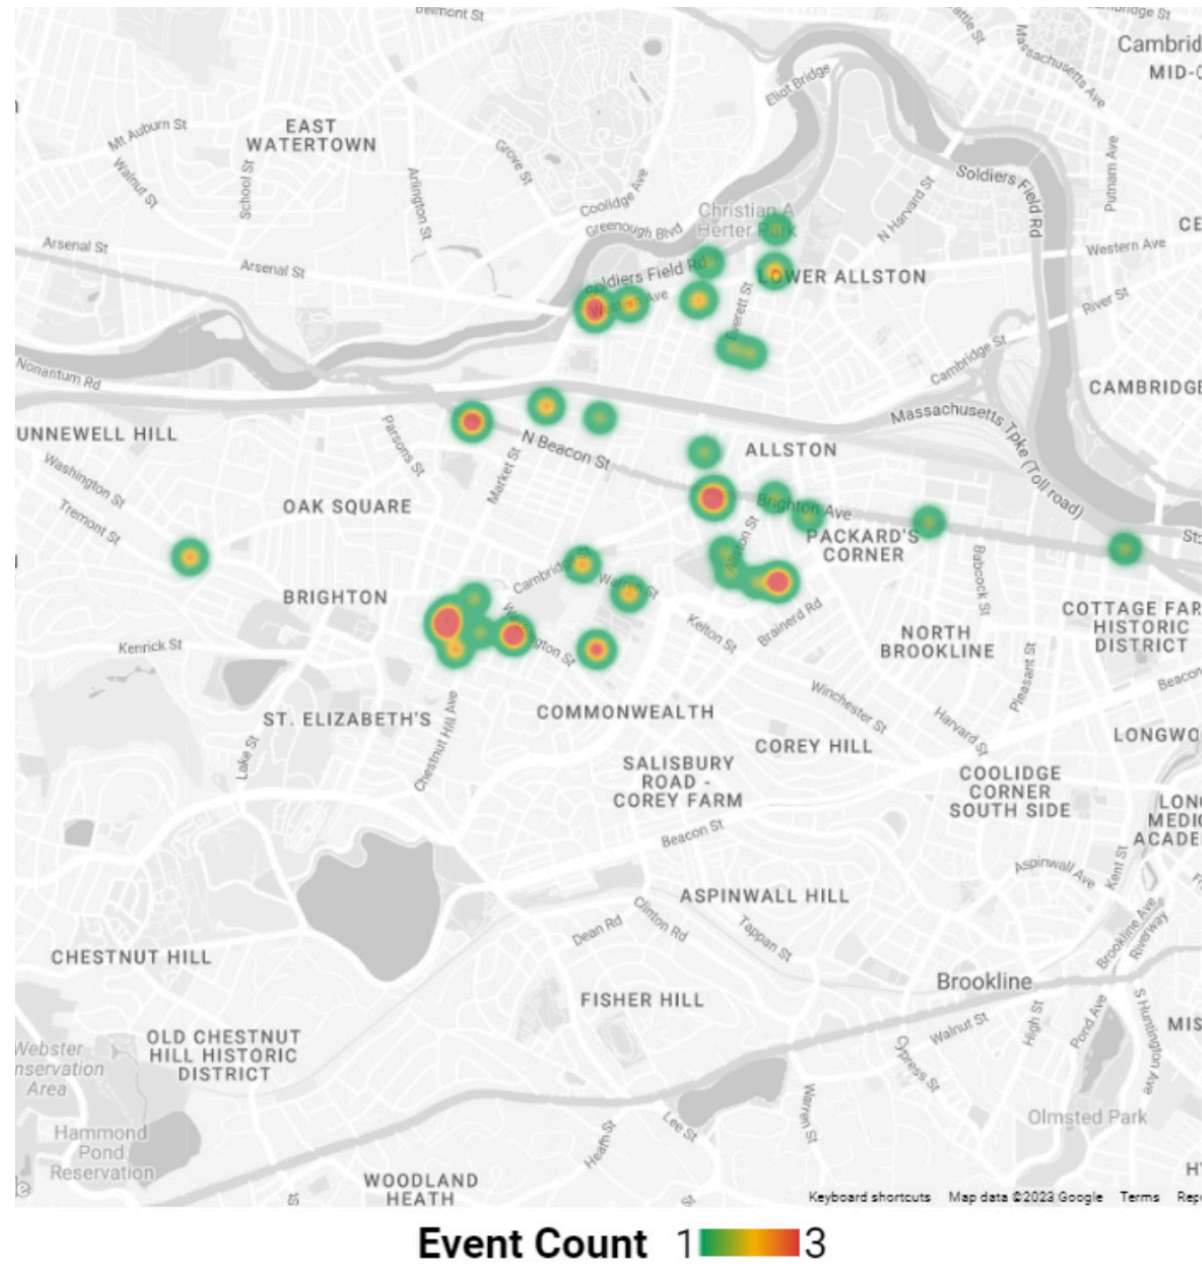 Belmont St
Cambrid
MID-C
Massachusetts Ave
Eliot Bridge
Mt Auburn St
EAST
WATERTOWN
Walnut St
School St
Grove St
Arlington St
Coolidge Ave
Soldiers Field Rd
Putnam Ave
N Harvard St
Christian A
Herter Park
Greenough Blvd
CE
Arsenal St
Arsenal St
Western Ave
Soldiers Field Rd
LOWER ALLSTON
Western Ave
River St
Everett St
Cambridge St
Nonantum Rd
CAMBRIDGE
Massachusetts Tpke (Toll road)
UNNEWELL HILL
Parsons St
N Beacon St
ALLSTON
Market St
Washington St
OAK SQUARE
Brighton Ave
Tremont St
PACKARD'S
CORNER
Babcock St
Cambridge St
Warren St
BRIGHTON
Washington St
Brainerd Rd
Kelton St
COTTAGE FAR
HISTORIC
DISTRICT
NORTH
BROOKLINE
Kenrick St
Pleasant St
Beacon
Winchester St
ST. ELIZABETH'S
COMMONWEALTH
Chestnut Hill Ave
Harvard St
LONGWO
Lake St
COREY HILL
SALISBURY
ROAD -
COREY FARM
COOLIDGE
CORNER
SOUTH SIDE
LON
MEDIC
ACADE
Beacon St
Aspinwall Ave
Kent St
ASPINWALL HILL
Dean Rd
Clinton Rd
Tappan St
Brookline Ave
Riverway
CHESTNUT HILL
Brookline
FISHER HILL
Walnut St
High St
Pond Ave
S Huntington Ave
MIS
OLD CHESTNUT
HILL HISTORIC
DISTRICT
Webster
nservation
Area
Cypress St
Warren St
Lee St
Heath St
Olmsted Park
Hammond
Pond
Reservation
WOODLAND
HEATH
Keyboard shortcuts Map data ©2023 Google Terms Rep
Event Count 1 3